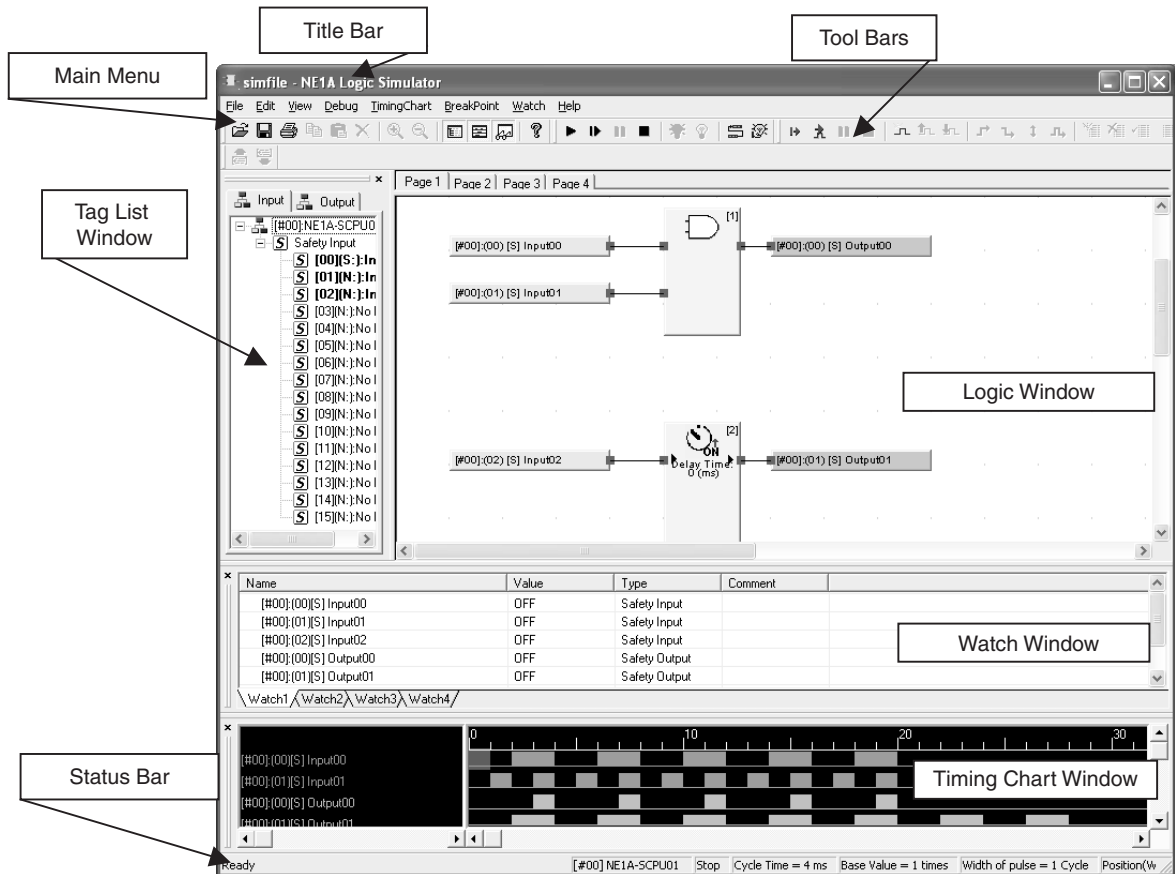 Title Bar
Tool Bars
Main Menu
simfile - NE1A Logic Simulator
File Edit View Debug TimingChart BreakPoint Watch Help
Tag List
Window
Input Output
[#00]:NE1A-SCPU0
Safety Input
[00](S:):In
[01](N:):In
[02](N:):In
[03](N:):No I
[04](N:):No I
[05](N:):No I
[06](N:):No I
[07](N:):No I
[08](N:):No I
[09](N:):No I
[10](N:):No I
[11](N:):No I
[12](N:):No I
[13](N:):No I
[14](N:):No I
[15](N:):No I
Page 1 Page 2 Page 3 Page 4
[1]
[#00]:(00) [S] Input00
[#00]:(00) [S] Output00
[#00]:(01) [S] Input01
Logic Window
[2]
ON
[#00]:(02) [S] Input02
Delay Time:
0 (ms)
[#00]:(01) [S] Output01
Name Value Type Comment
[#00]:(00)[S] Input00 OFF Safety Input
[#00]:(01)[S] Input01 OFF Safety Input
[#00]:(02)[S] Input02 OFF Safety Input
[#00]:(00)[S] Output00 OFF Safety Output
[#00]:(01)[S] Output01 OFF Safety Output
Watch Window
Watch1 Watch2 Watch3 Watch4
0 10 20 30
[#00]:(00)[S] Input00
[#00]:(01)[S] Input01
[#00]:(00)[S] Output00
[#00]:(01)[S] Output01
Status Bar
Timing Chart Window
Ready [#00] NE1A-SCPU01 Stop Cycle Time = 4 ms Base Value = 1 times Width of pulse = 1 Cycle Position(W